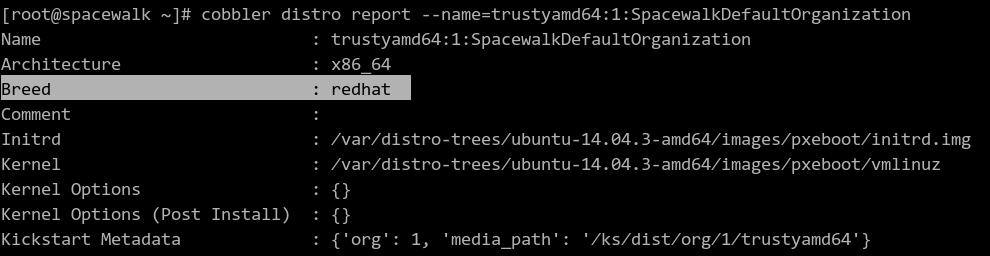 [root@spacewalk ~]# cobbler distro report --name=trustyamd64:1:SpacewalkDefaultOrganization
Name                           : trustyamd64:1:SpacewalkDefaultOrganization
Architecture                   : x86_64
Breed                          : redhat
Comment                        :
Initrd                         : /var/distro-trees/ubuntu-14.04.3-amd64/images/pxeboot/initrd.img
Kernel                         : /var/distro-trees/ubuntu-14.04.3-amd64/images/pxeboot/vmlinuz
Kernel Options                 : {}
Kernel Options (Post Install)  : {}
Kickstart Metadata             : {'org': 1, 'media_path': '/ks/dist/org/1/trustyamd64'}